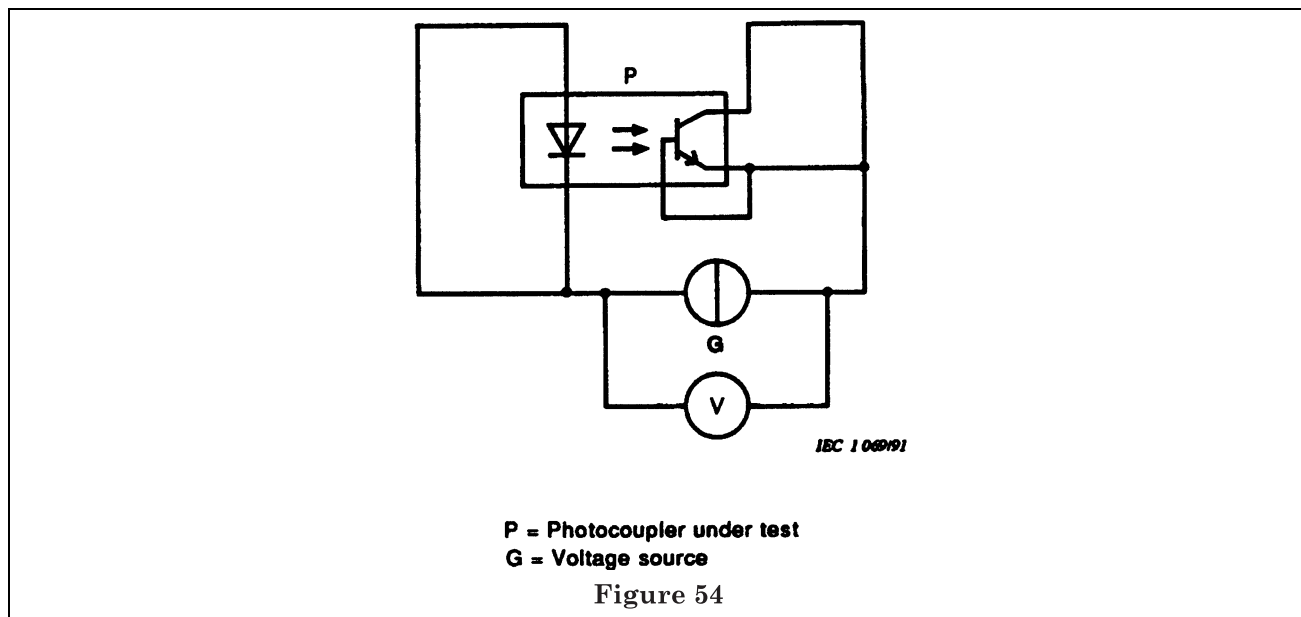 P
G
V
IEC 1 069/91
P = Photocoupler under test
G = Voltage source
Figure 54